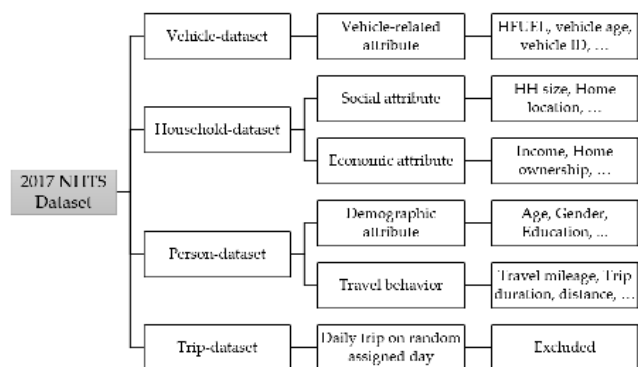 2017 NHTS
Dataset
Vehicle-dataset
Vehicle-related
attribute
HFUEL, vehicle age,
vehicle ID, ...
Household-dataset
Social attribute
HH size, Home
location, ...
Economic attribute
Income, Home
ownership, ...
Person-dataset
Demographic
attribute
Age, Gender,
Education, ...
Travel behavior
Travel mileage, Trip
duration, distance, ...
Trip-dataset
Daily trip on random
assigned day
Excluded